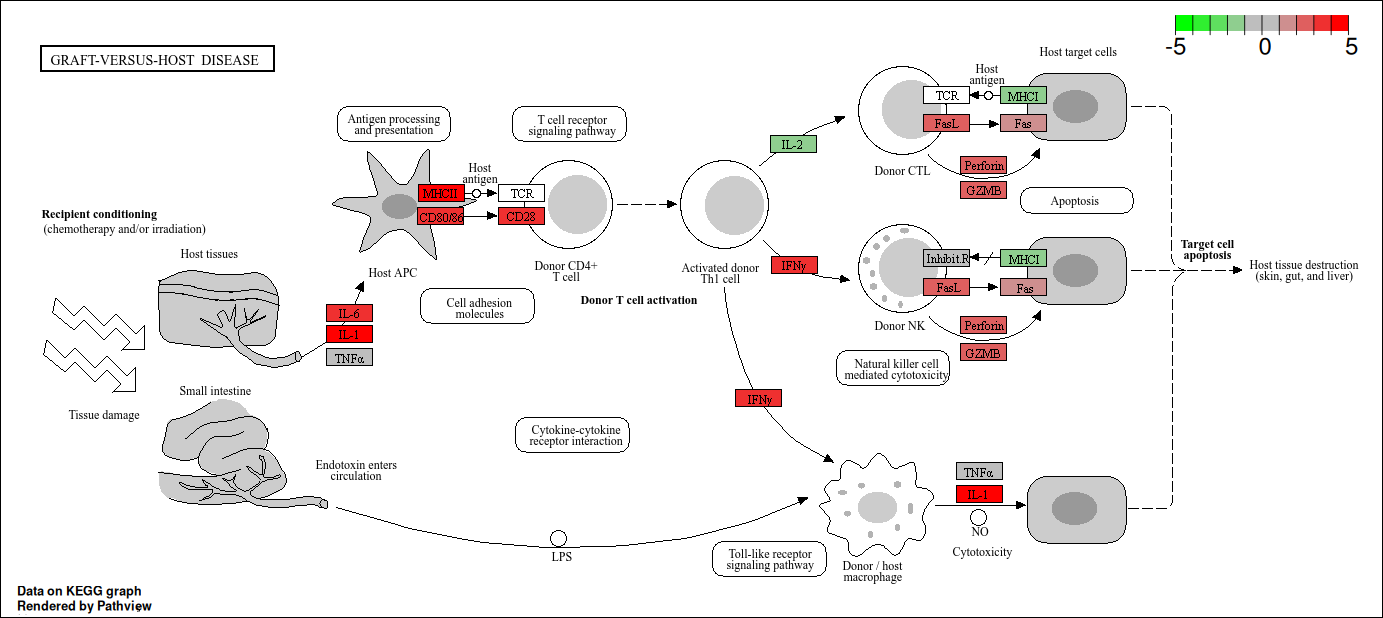 GRAFT-VERSUS-HOST DISEASE
-5
0
5
Host target cells
Host
antigen
TCR
MHCI
FasL
Fas
Perforin
GZMB
Donor CTL
Apoptosis
Antigen processing
and presentation
T cell receptor
signaling pathway
IL-2
Host
antigen
MHCII
TCR
CD80/86
CD28
Host APC
Donor CD4+
T cell
Activated donor
Th1 cell
Donor T cell activation
Cell adhesion
molecules
Recipient conditioning
(chemotherapy and/or irradiation)
Host tissues
IL-6
IL-1
TNFα
Tissue damage
Small intestine
Endotoxin enters
circulation
IFNγ
Inhibit.R
MHCI
FasL
Fas
Donor NK
Perforin
GZMB
Natural killer cell
mediated cytotoxicity
Target cell
apoptosis
Host tissue destruction
(skin, gut, and liver)
IFNγ
Cytokine-cytokine
receptor interaction
TNFα
IL-1
NO
Cytotoxicity
LPS
Toll-like receptor
signaling pathway
Donor / host
macrophage
Data on KEGG graph
Rendered by Pathview